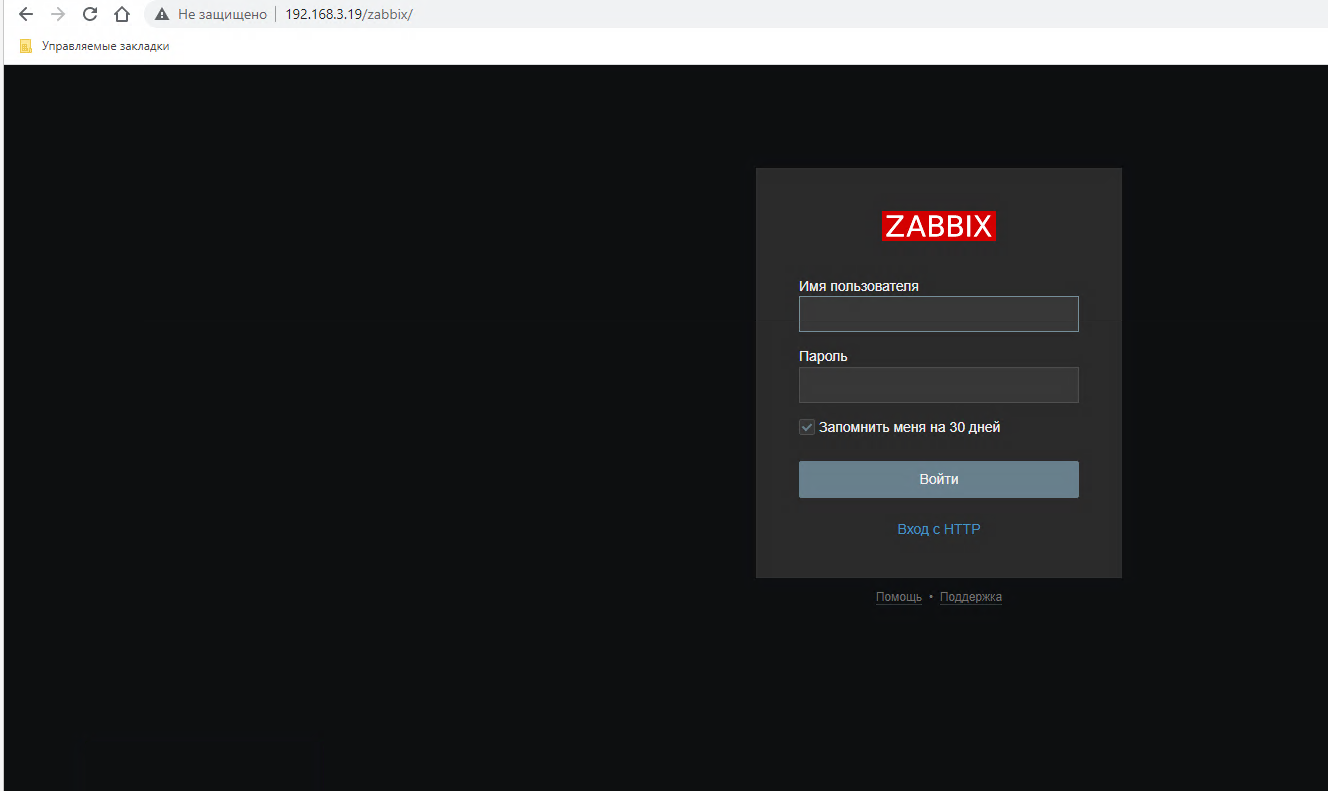 Не защищено 192.168.3.19/zabbix/
Управляемые закладки
ZABBIX
Имя пользователя
Пароль
Запомнить меня на 30 дней
Войти
Вход с HTTP
Помощь • Поддержка